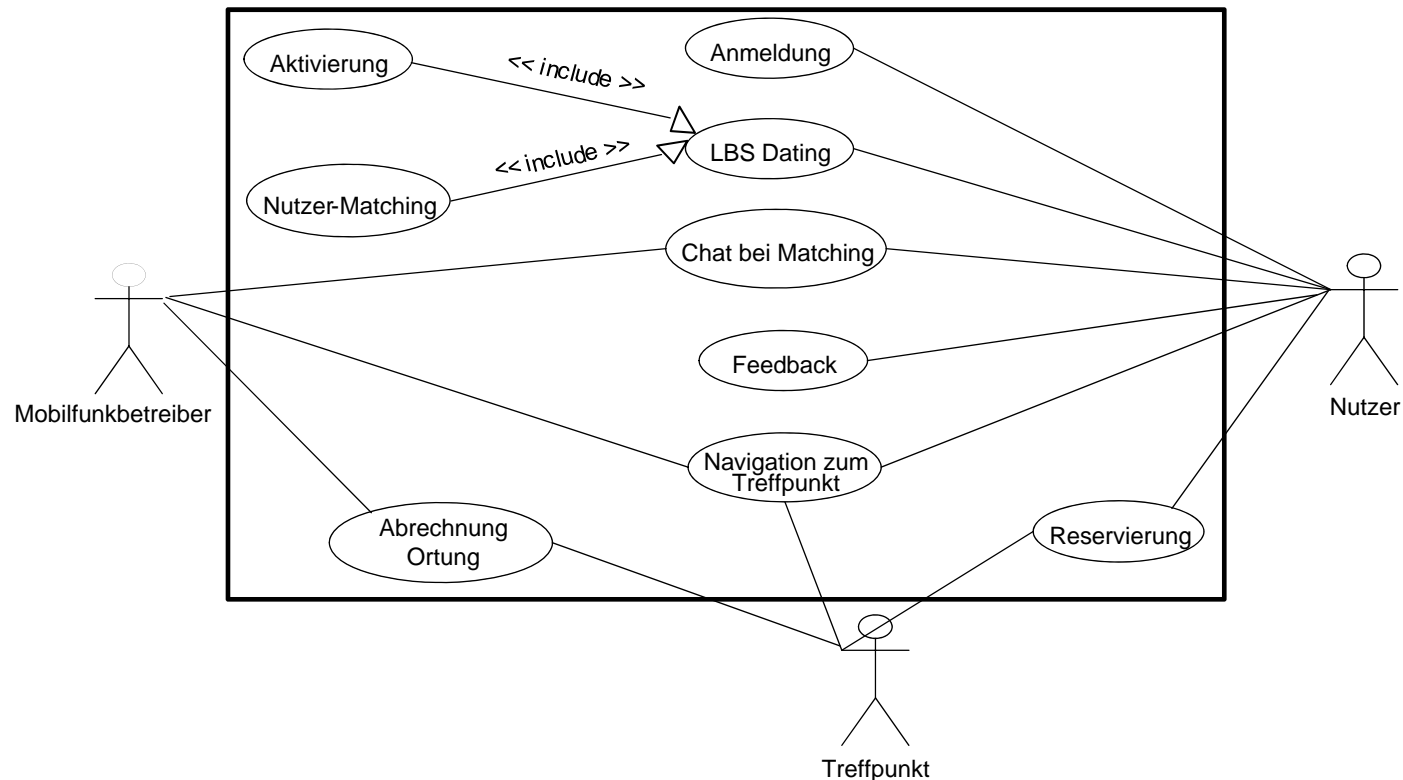 Aktivierung
<< include >>
Anmeldung
<< include >>
LBS Dating
Nutzer-Matching
Chat bei Matching
Feedback
Mobilfunkbetreiber
Nutzer
Navigation zum
Treffpunkt
Abrechnung
Ortung
Reservierung
Treffpunkt